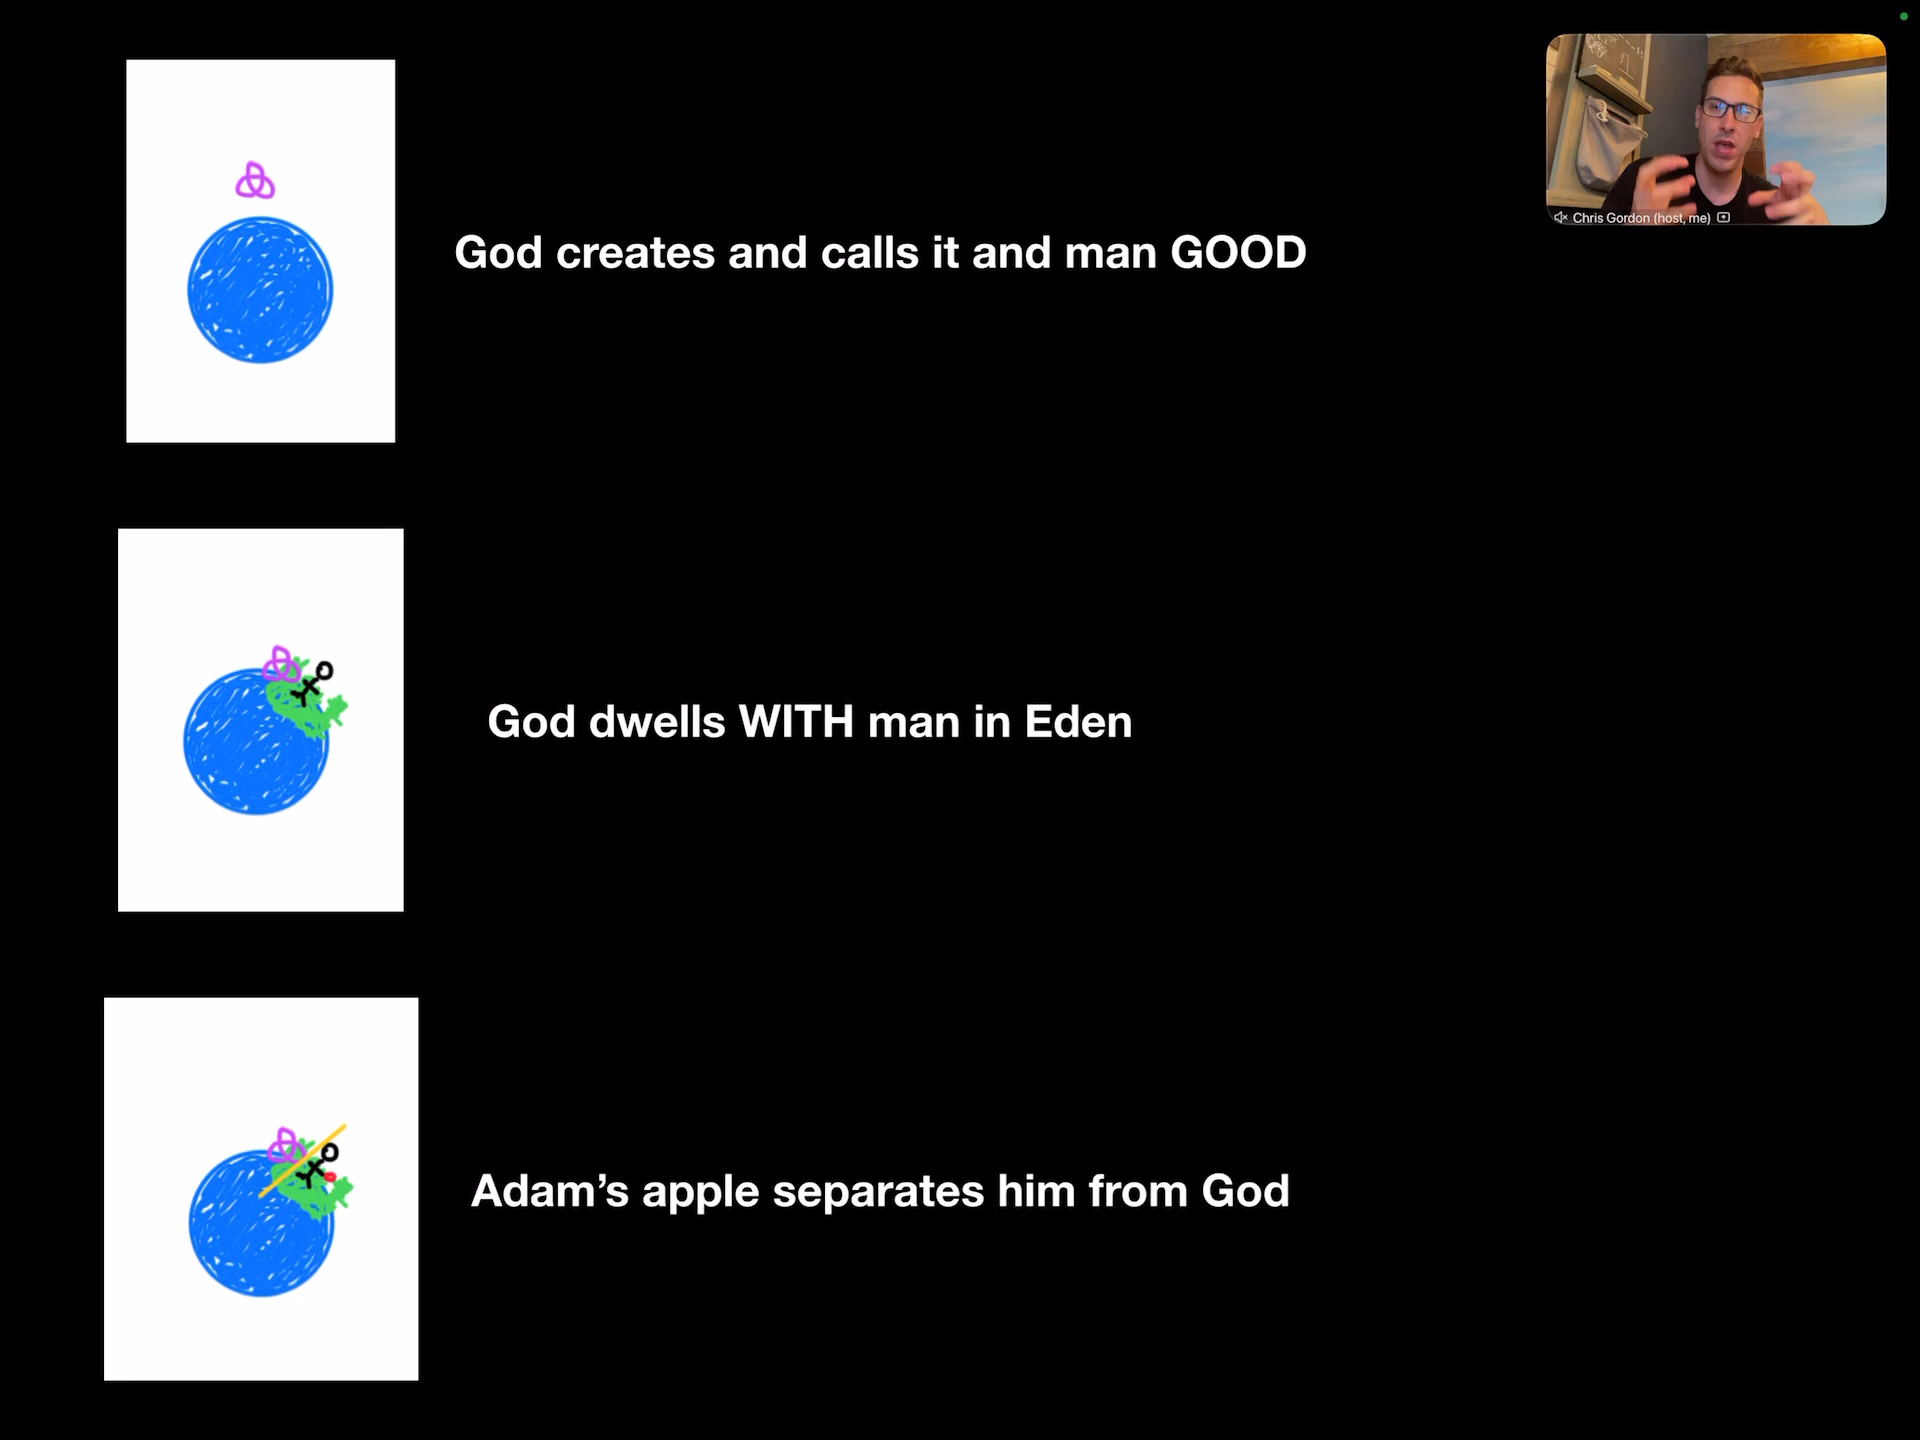 God creates and calls it and man GOOD
Chris Gordon (host, me)
God dwells WITH man in Eden
Adam’s apple separates him from God